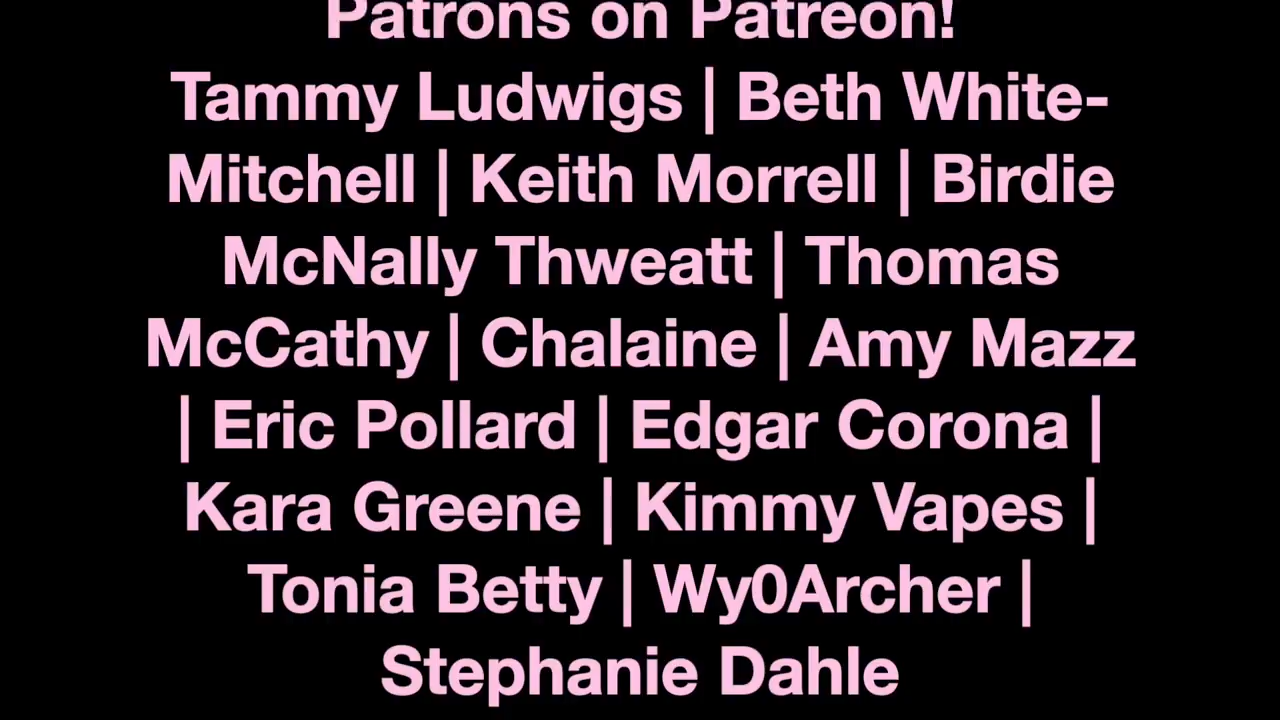 Patrons on Patreon!
Tammy Ludwigs | Beth White-
Mitchell | Keith Morrell | Birdie
McNally Thweatt | Thomas
McCathy | Chalaine | Amy Mazz
| Eric Pollard | Edgar Corona |
Kara Greene | Kimmy Vapes |
Tonia Betty | Wy0Archer |
Stephanie Dahle